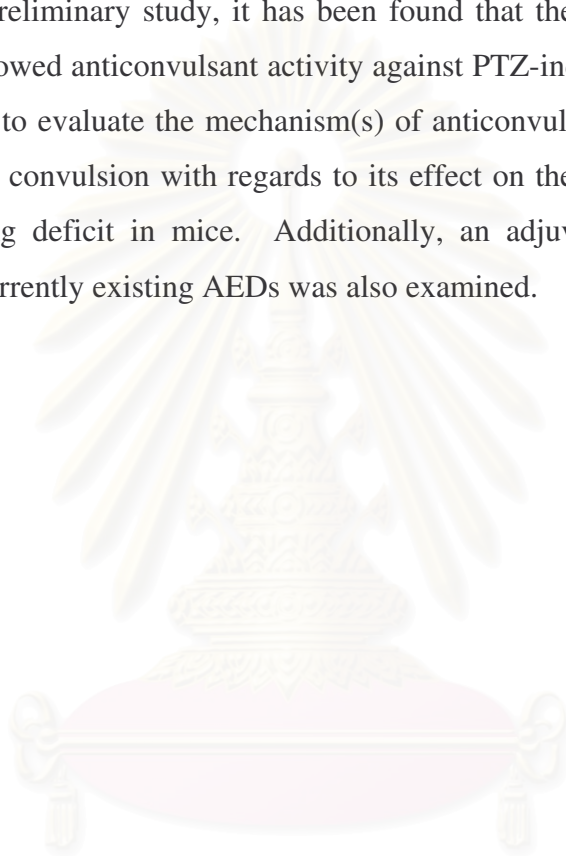 reliminary study, it has been found that the
owed anticonvulsant activity against PTZ-in
to evaluate the mechanism(s) of anticonvul
convulsion with regards to its effect on the
g deficit in mice. Additionally, an adju
rrently existing AEDs was also examined.